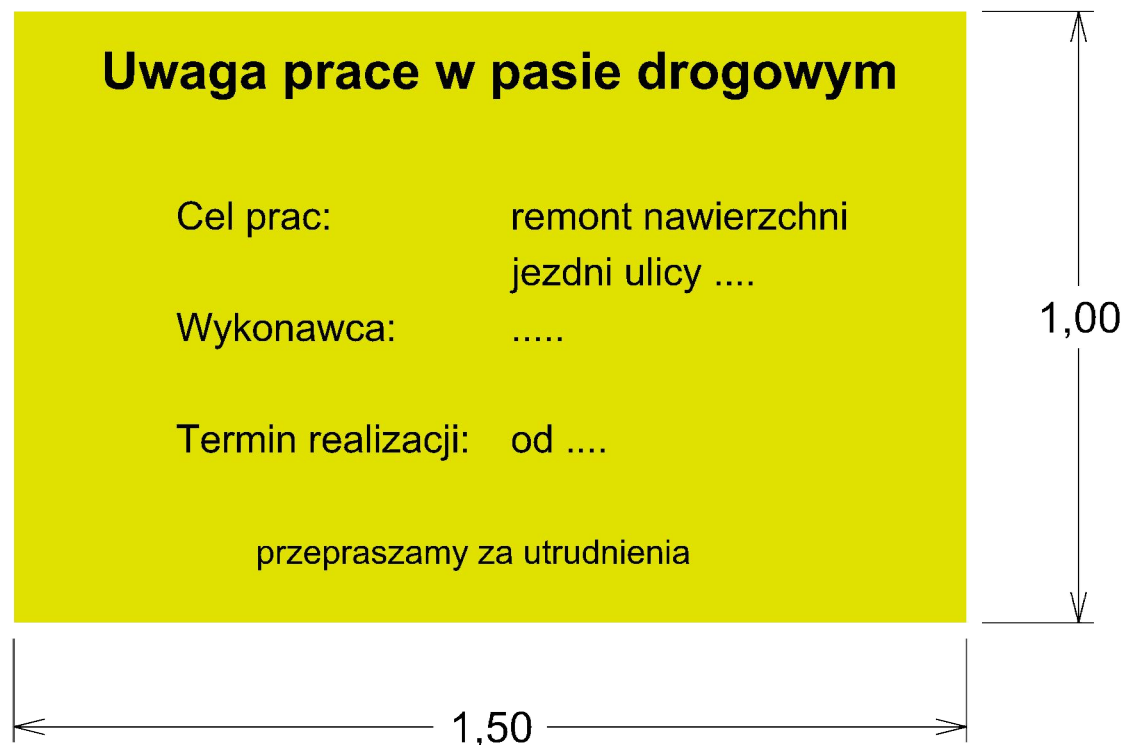 Uwaga prace w pasie drogowym
Cel prac: remont nawierzchni
jezdni ulicy ....
Wykonawca: .....
Termin realizacji: od ....
przepraszamy za utrudnienia
1,00
1,50